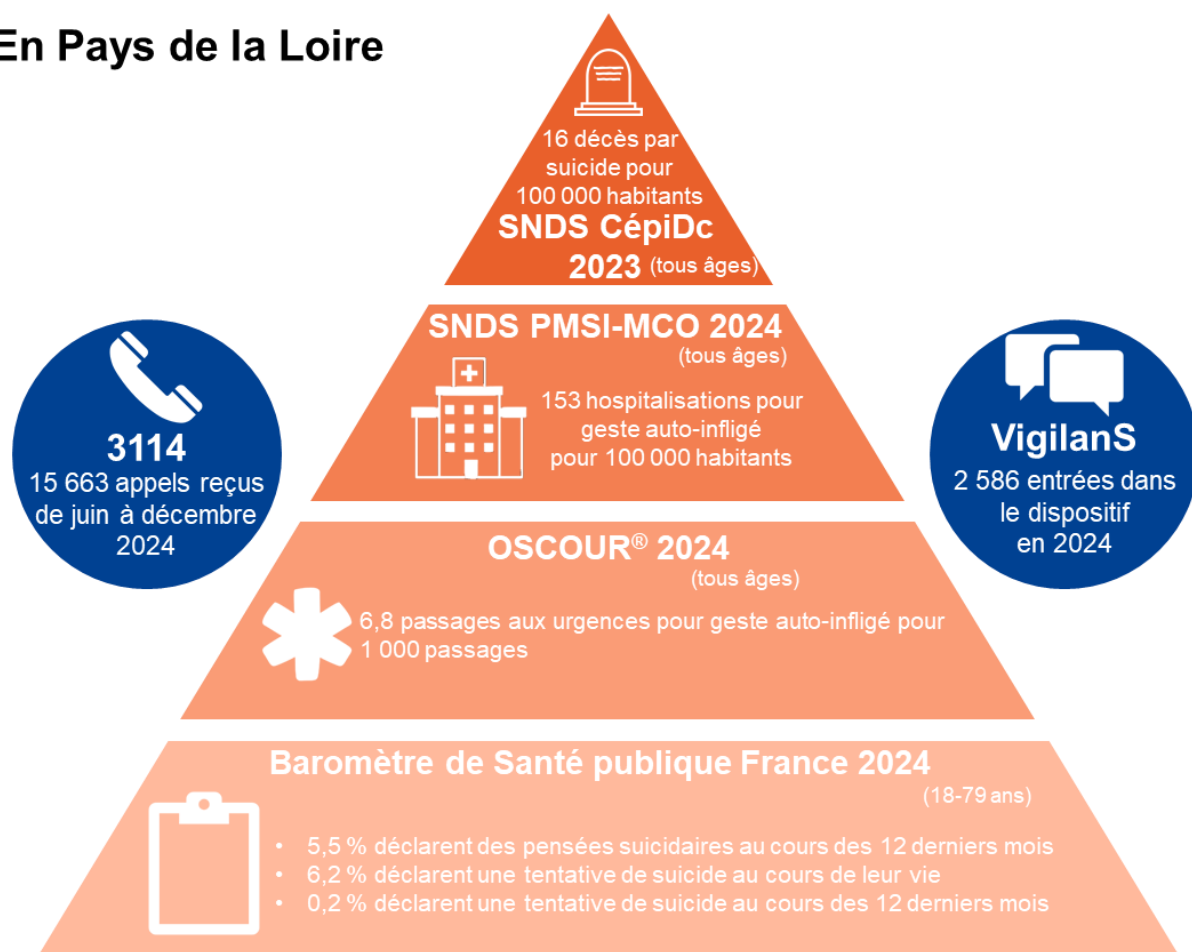 En Pays de la Loire
16 décès par
suicide pour
100 000 habitants
SNDS CépiDc
2023 (tous âges)
SNDS PMSI-MCO 2024
(tous âges)
153 hospitalisations pour
geste auto-infligé
pour 100 000 habitants
3114
15 663 appels reçus
de juin à décembre
2024
VigilanS
2 586 entrées dans
le dispositif
en 2024
OSCOUR® 2024
(tous âges)
6,8 passages aux urgences pour geste auto-infligé pour
1 000 passages
Baromètre de Santé publique France 2024
(18-79 ans)
• 5,5 % déclarent des pensées suicidaires au cours des 12 derniers mois
• 6,2 % déclarent une tentative de suicide au cours de leur vie
• 0,2 % déclarent une tentative de suicide au cours des 12 derniers mois